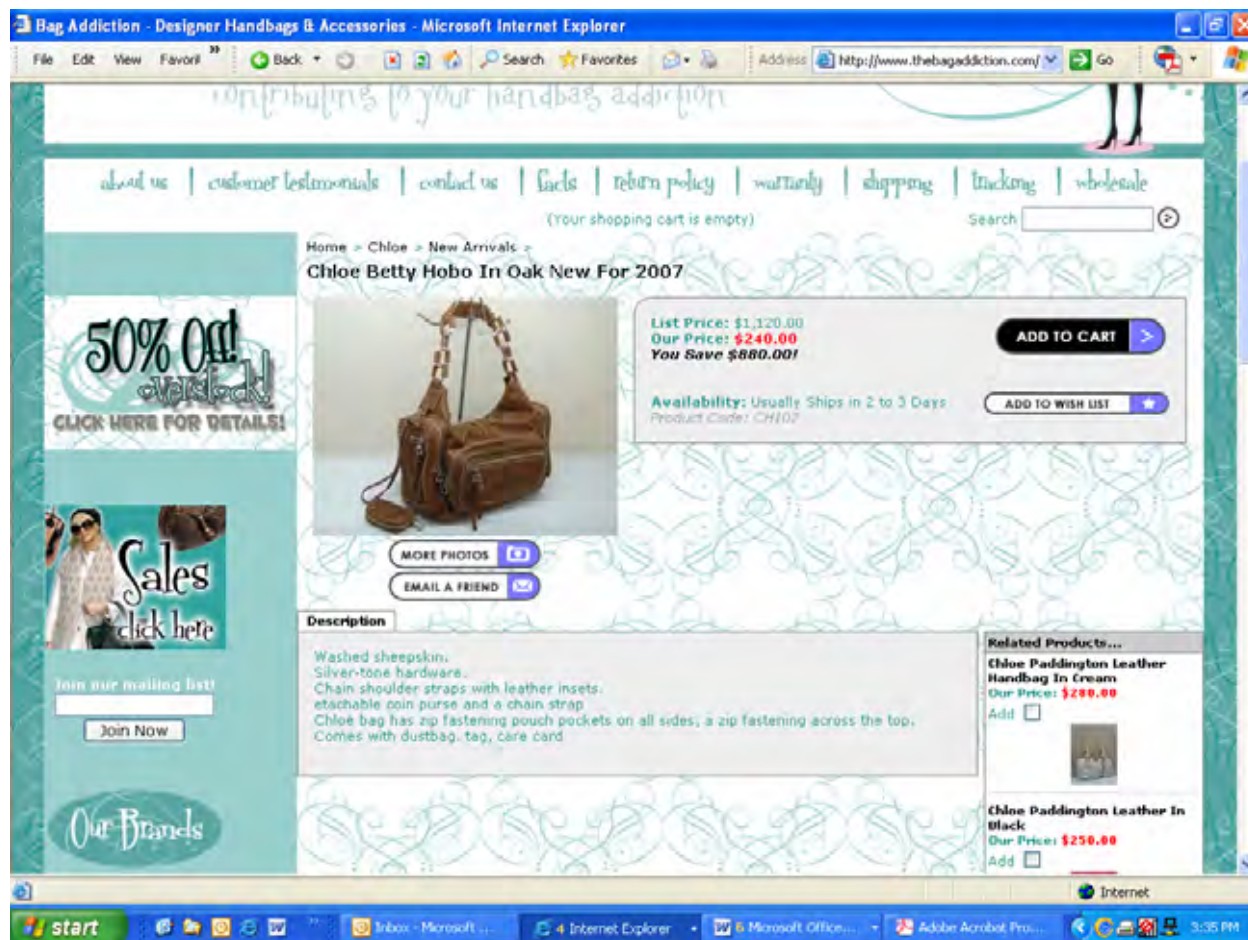 Bag Addiction - Designer Handbags & Accessories - Microsoft Internet Explorer
File Edit View Favorit » Back Search Favorites Address http://www.thebagaddiction.com/ Go
contributing to your handbag addiction
about us | customer testimonials | contact us | facts | return policy | warranty | shipping | tracking | wholesale
(Your shopping cart is empty) Search
Home > Chloe > New Arrivals >
Chloe Betty Hobo In Oak New For 2007
50% Off!
overstock!
CLICK HERE FOR DETAILS!
List Price: $1,120.00
Our Price: $240.00
You Save $880.00!
ADD TO CART
Availability: Usually Ships in 2 to 3 Days
Product Code: CH102
ADD TO WISH LIST
Sales
click here
MORE PHOTOS
EMAIL A FRIEND
Join our mailing list!
Join Now
Our Brands
Description
Washed sheepskin.
Silver-tone hardware.
Chain shoulder straps with leather insets.
etachable coin purse and a chain strap
Chloé bag has zip fastening pouch pockets on all sides, a zip fastening across the top.
Comes with dustbag, tag, care card
Related Products...
Chloe Paddington Leather
Handbag In Cream
Our Price: $280.00
Add
Chloe Paddington Leather In
Black
Our Price: $250.00
Add
Internet
start Inbox - Microsoft ... 4 Internet Explorer 6 Microsoft Office... Adobe Acrobat Pro... 3:35 PM